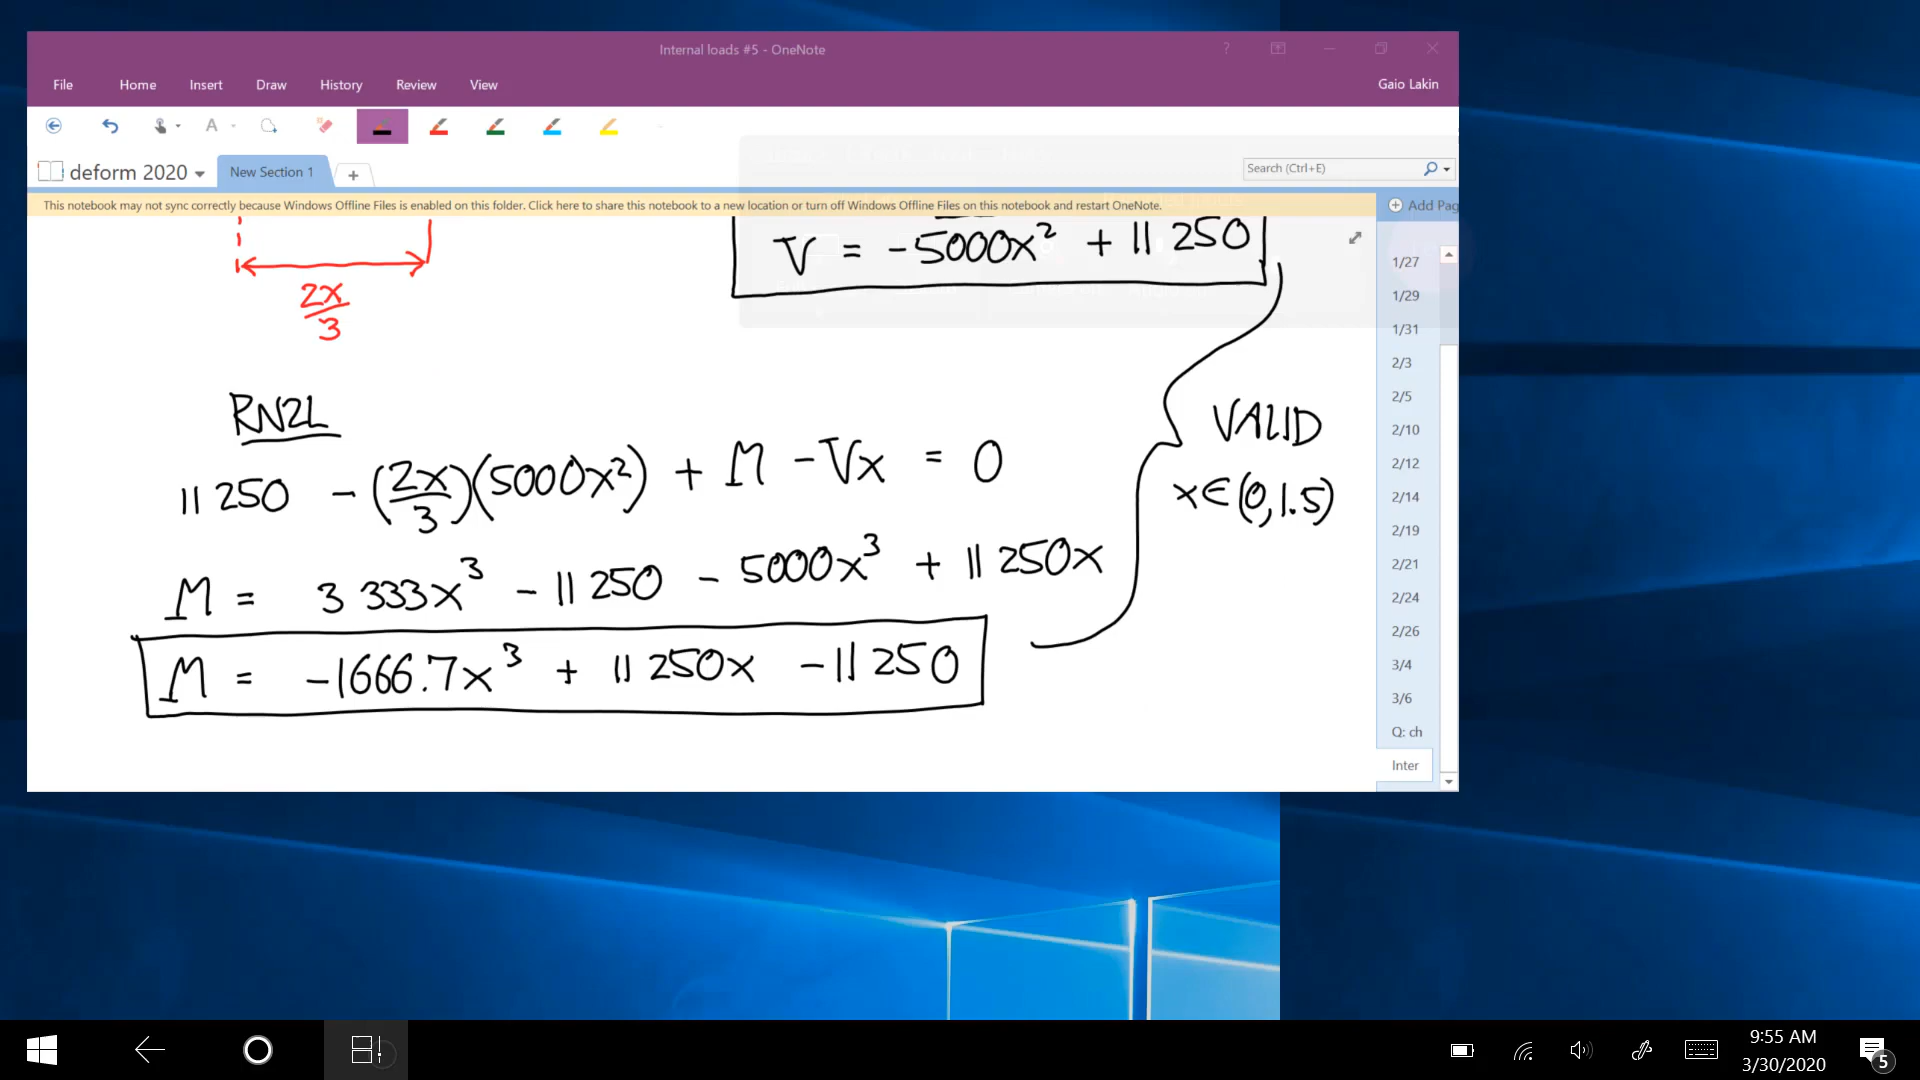 Internal loads #5 - OneNote
?
File Home Insert Draw History Review View
Gaio Lakin
A
deform 2020
New Section 1
+
Search (Ctrl+E)
This notebook may not sync correctly because Windows Offline Files is enabled on this folder. Click here to share this notebook to a new location or turn off Windows Offline Files on this notebook and restart OneNote.
Add Pag
V = -5000x² + 11 250
2x/3
RN2L
11 250 - (2x/3)(5000x²) + M - Vx = 0
M = 3 333x³ - 11 250 - 5000x³ + 11 250x
M = -1666.7x³ + 11 250x - 11 250
VALID
x∈(0,1.5)
1/27
1/29
1/31
2/3
2/5
2/10
2/12
2/14
2/19
2/21
2/24
2/26
3/4
3/6
Q: ch
Inter
9:55 AM
3/30/2020
5